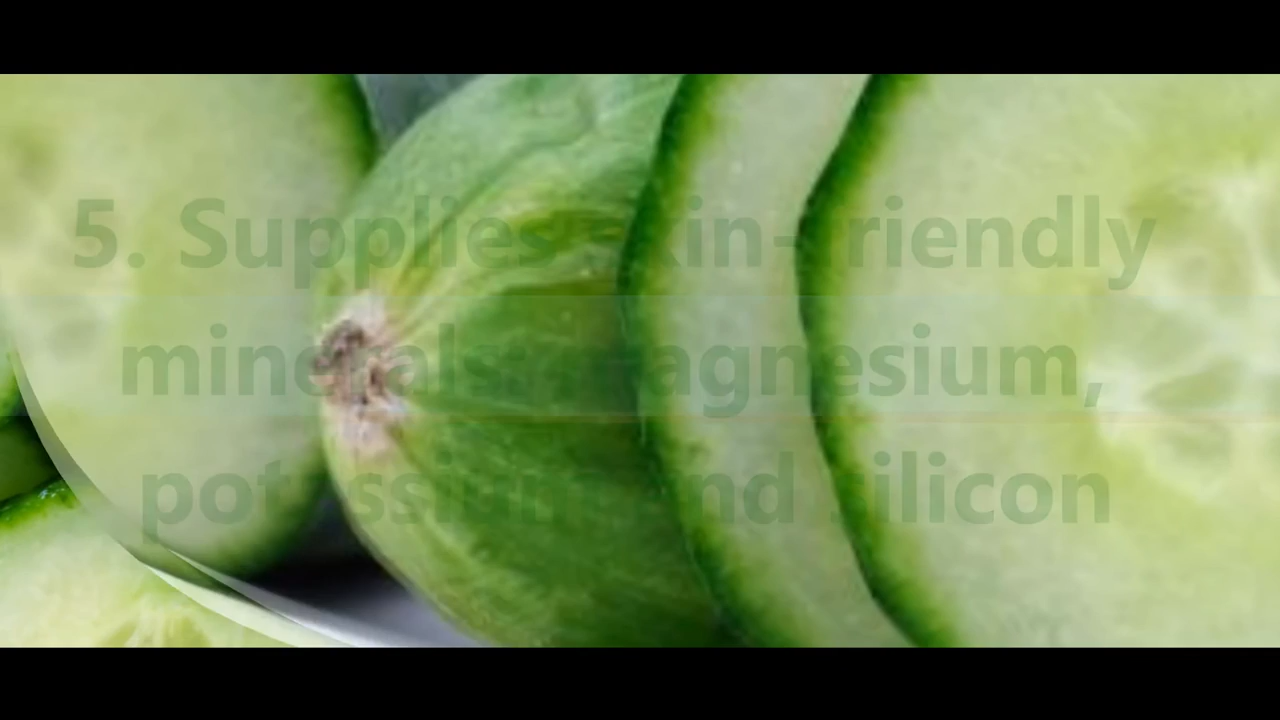 5. Supplies skin-friendly
minerals: magnesium,
potassium and silicon